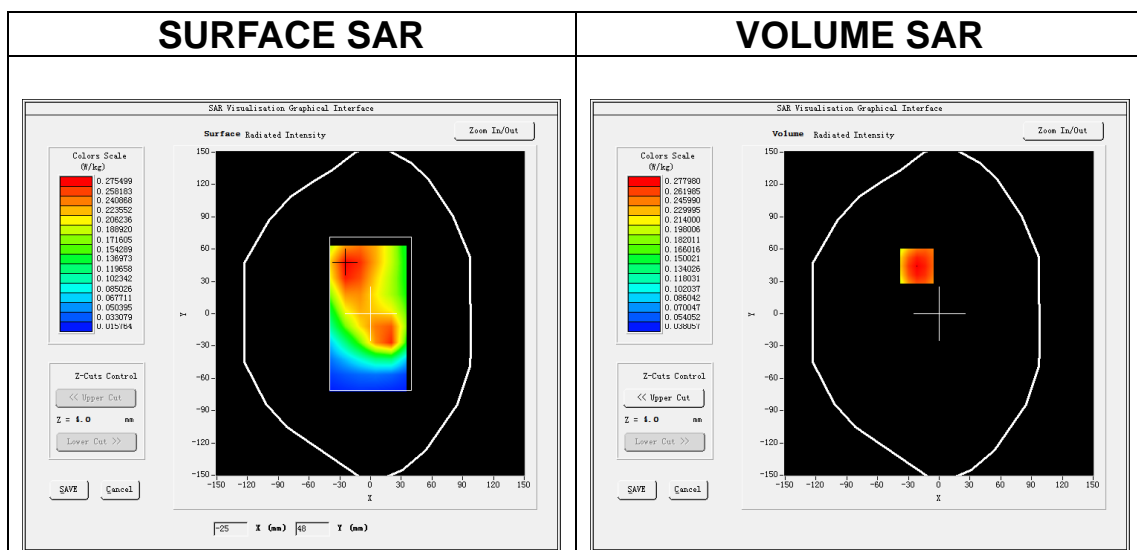 SURFACE SAR
VOLUME SAR
SAR Visualisation Graphical Interface
Surface Radiated Intensity
Zoom In/Out
Colors Scale
(W/kg)
0.275499
0.258183
0.240868
0.223552
0.206236
0.188920
0.171605
0.154289
0.136973
0.119658
0.102342
0.085026
0.067711
0.050395
0.033079
0.015764
150
120
90
60
30
0
-30
-60
-90
-120
-150
Y
-150 -120 -90 -60 -30 0 30 60 90 120 150
X
Z-Cuts Control
<< Upper Cut
Z = 4.0 mm
Lower Cut >>
SAVE Cancel
-25 X (mm) 48 Y (mm)
SAR Visualisation Graphical Interface
Volume Radiated Intensity
Zoom In/Out
Colors Scale
(W/kg)
0.277980
0.261985
0.245990
0.229995
0.214000
0.198006
0.182011
0.166016
0.150021
0.134026
0.118031
0.102037
0.086042
0.070047
0.054052
0.038057
150
120
90
60
30
0
-30
-60
-90
-120
-150
Y
-150 -120 -90 -60 -30 0 30 60 90 120 150
X
Z-Cuts Control
<< Upper Cut
Z = 4.0 mm
Lower Cut >>
SAVE Cancel